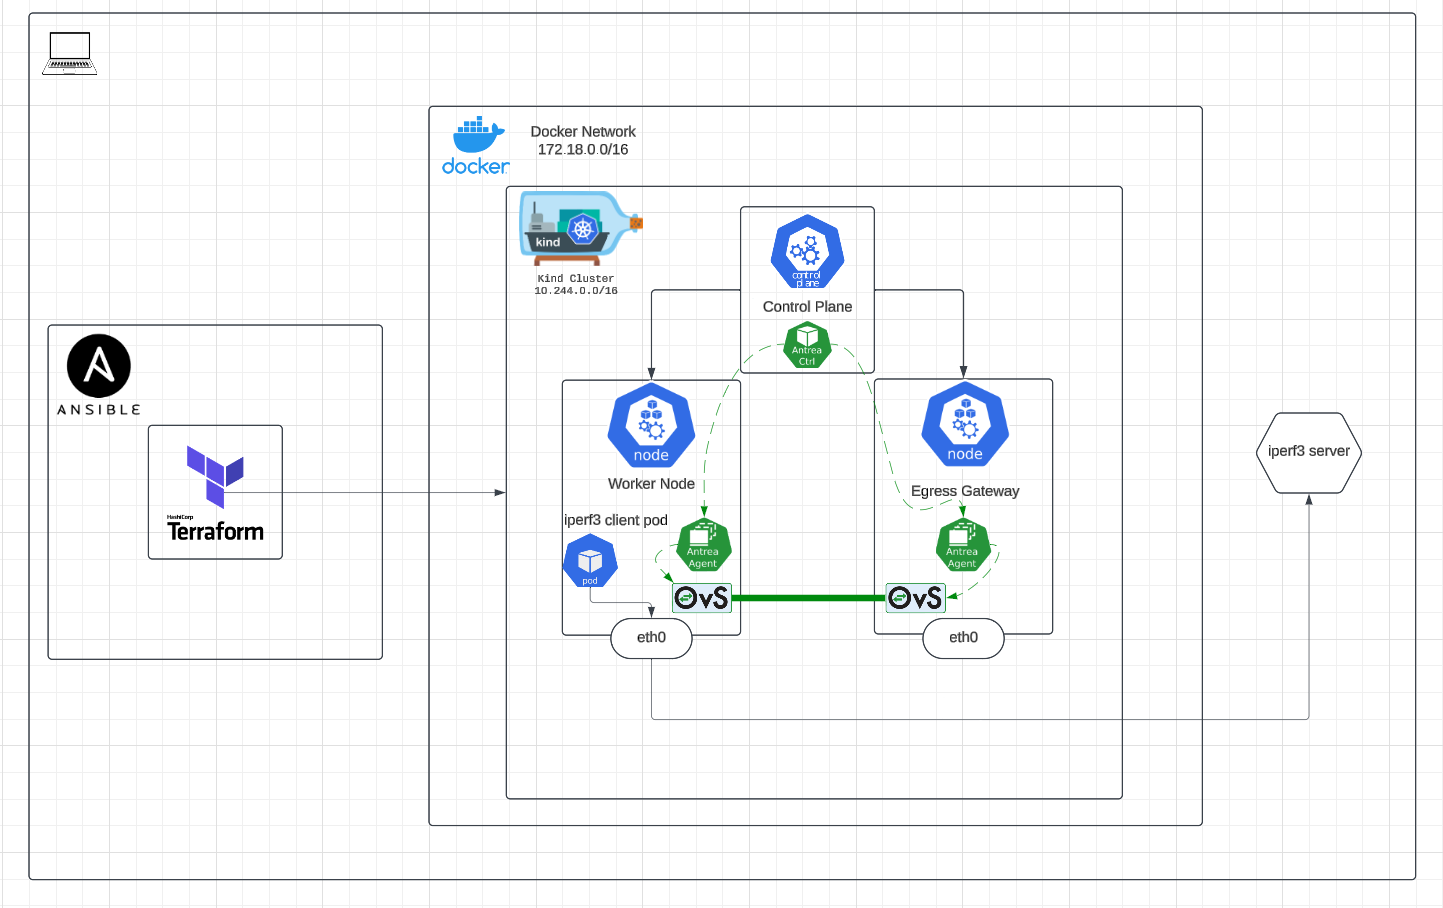 docker
Docker Network
172.18.0.0/16
kind
Kind Cluster
10.244.0.0/16
control
plane
Control Plane
Antrea
Ctrl
ANSIBLE
HashiCorp
Terraform
node
Worker Node
iperf3 client pod
pod
Antrea
Agent
OvS
eth0
node
Egress Gateway
Antrea
Agent
OvS
eth0
iperf3 server